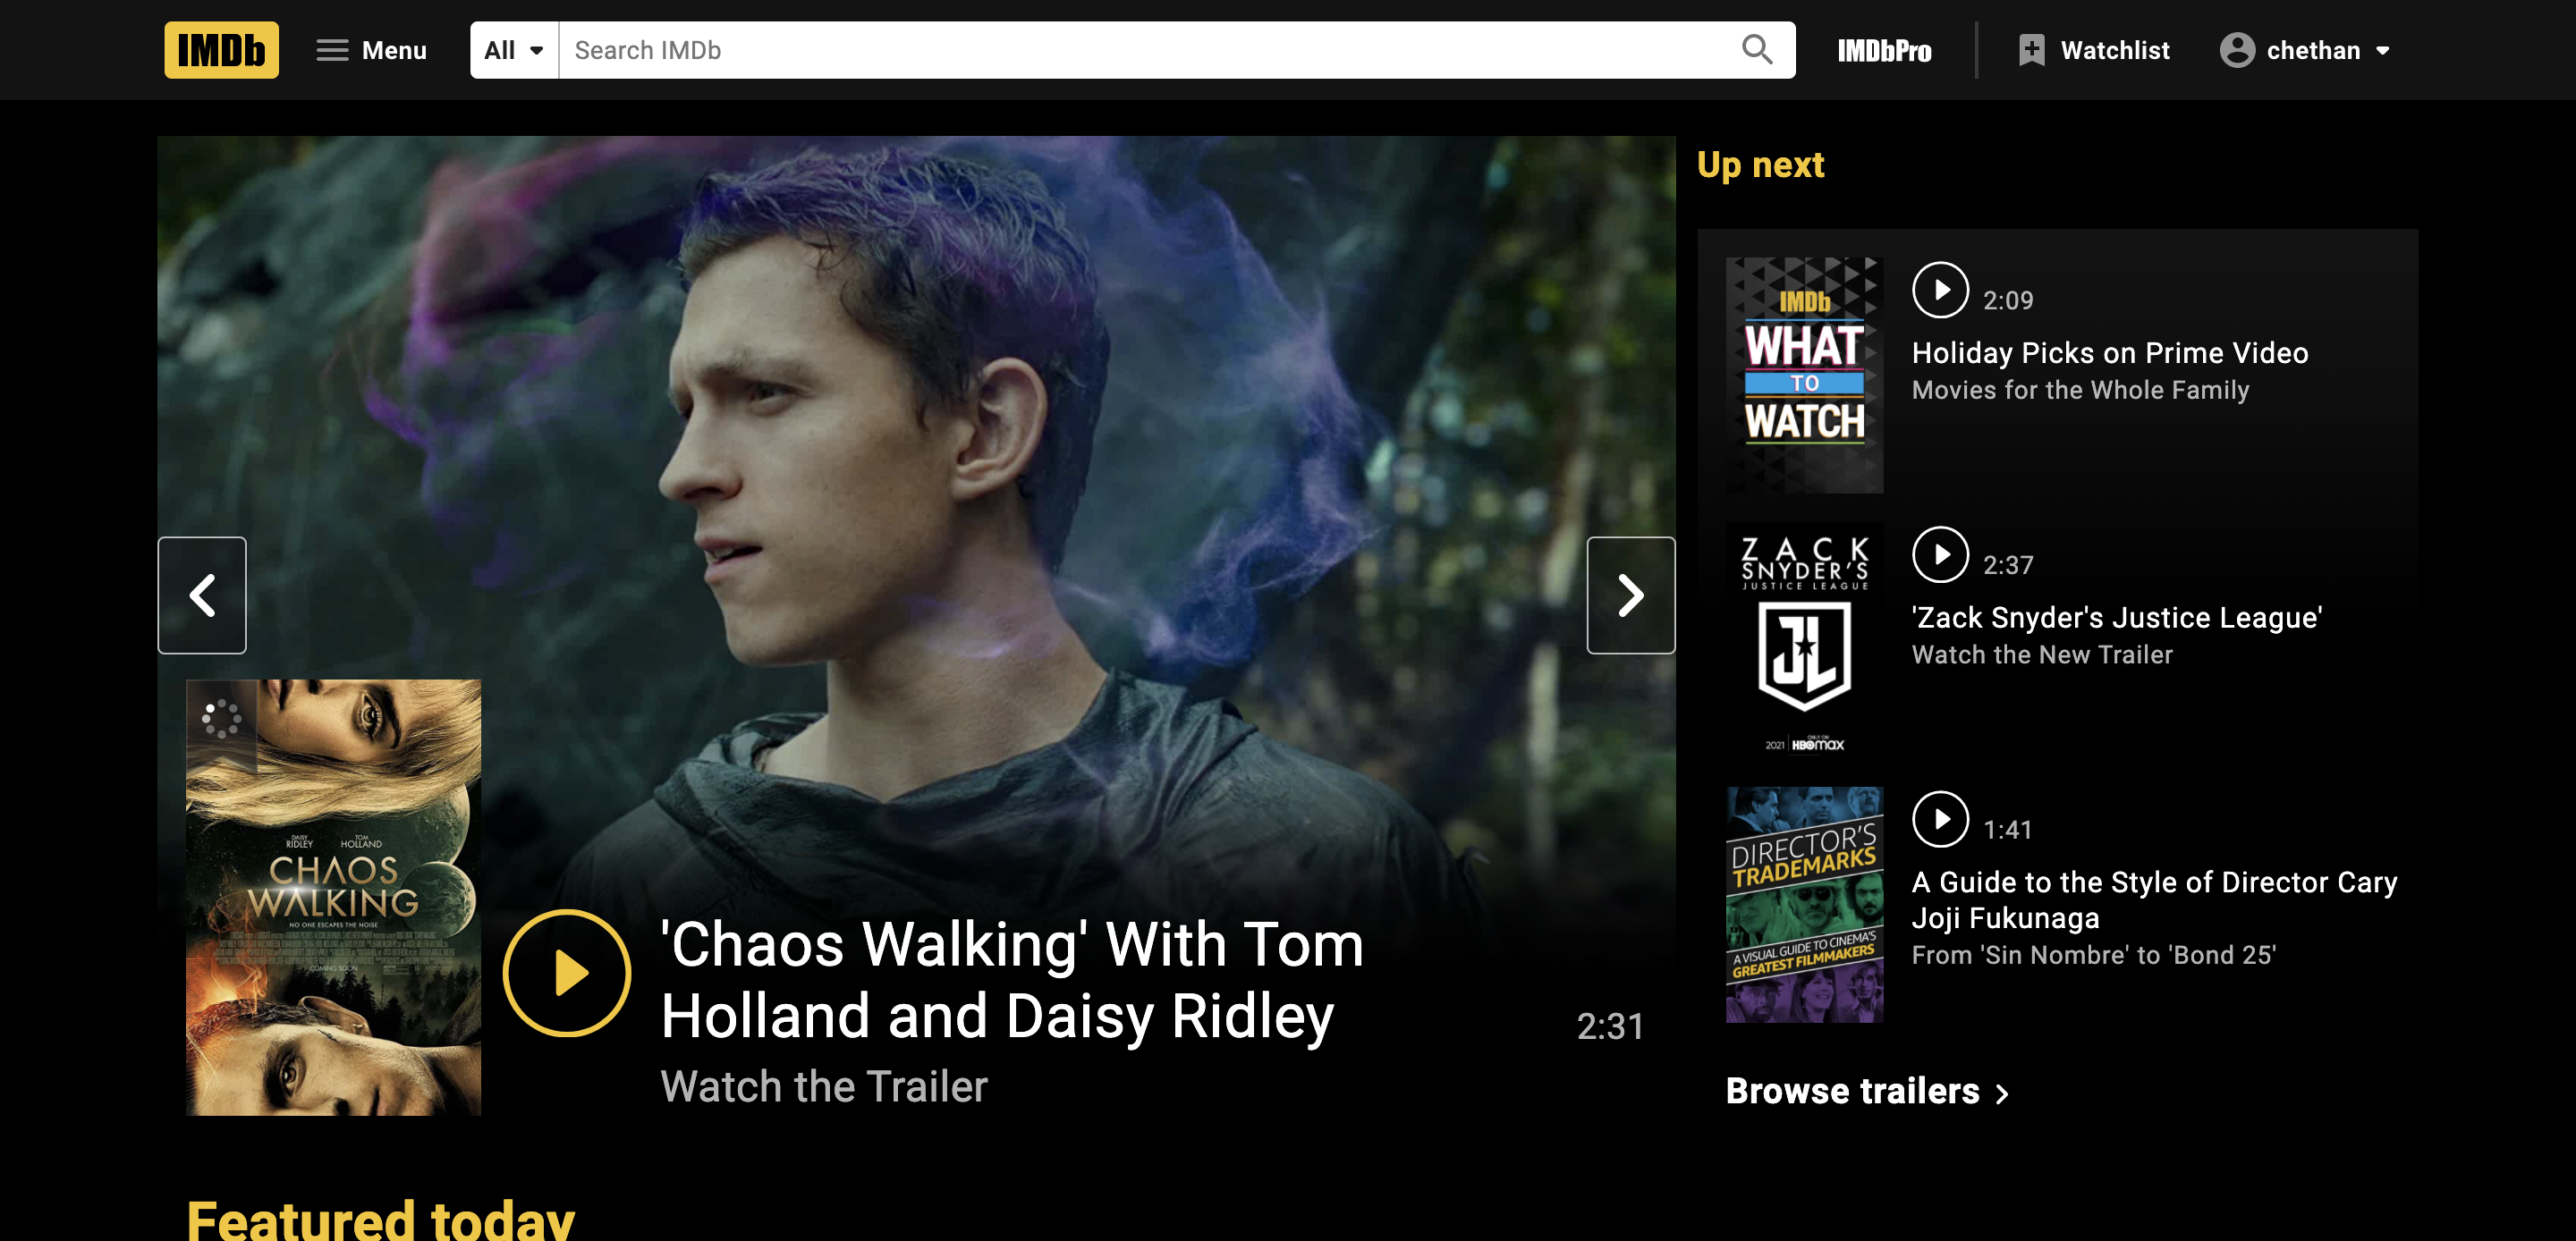 IMDb
Menu
All
Search IMDb
IMDbPro
Watchlist
chethan
Up next
IMDb
WHAT
TO
WATCH
2:09
Holiday Picks on Prime Video
Movies for the Whole Family
ZACK
SNYDER'S
JUSTICE LEAGUE
JL
2021 | ONLY ON HBOMAX
2:37
'Zack Snyder's Justice League'
Watch the New Trailer
DIRECTOR'S
TRADEMARKS
A VISUAL GUIDE TO CINEMA'S
GREATEST FILMMAKERS
1:41
A Guide to the Style of Director Cary
Joji Fukunaga
From 'Sin Nombre' to 'Bond 25'
Browse trailers
DAISY RIDLEY
TOM HOLLAND
CHAOS
WALKING
NO ONE ESCAPES THE NOISE
COMING SOON
'Chaos Walking' With Tom
Holland and Daisy Ridley
Watch the Trailer
2:31
Featured today